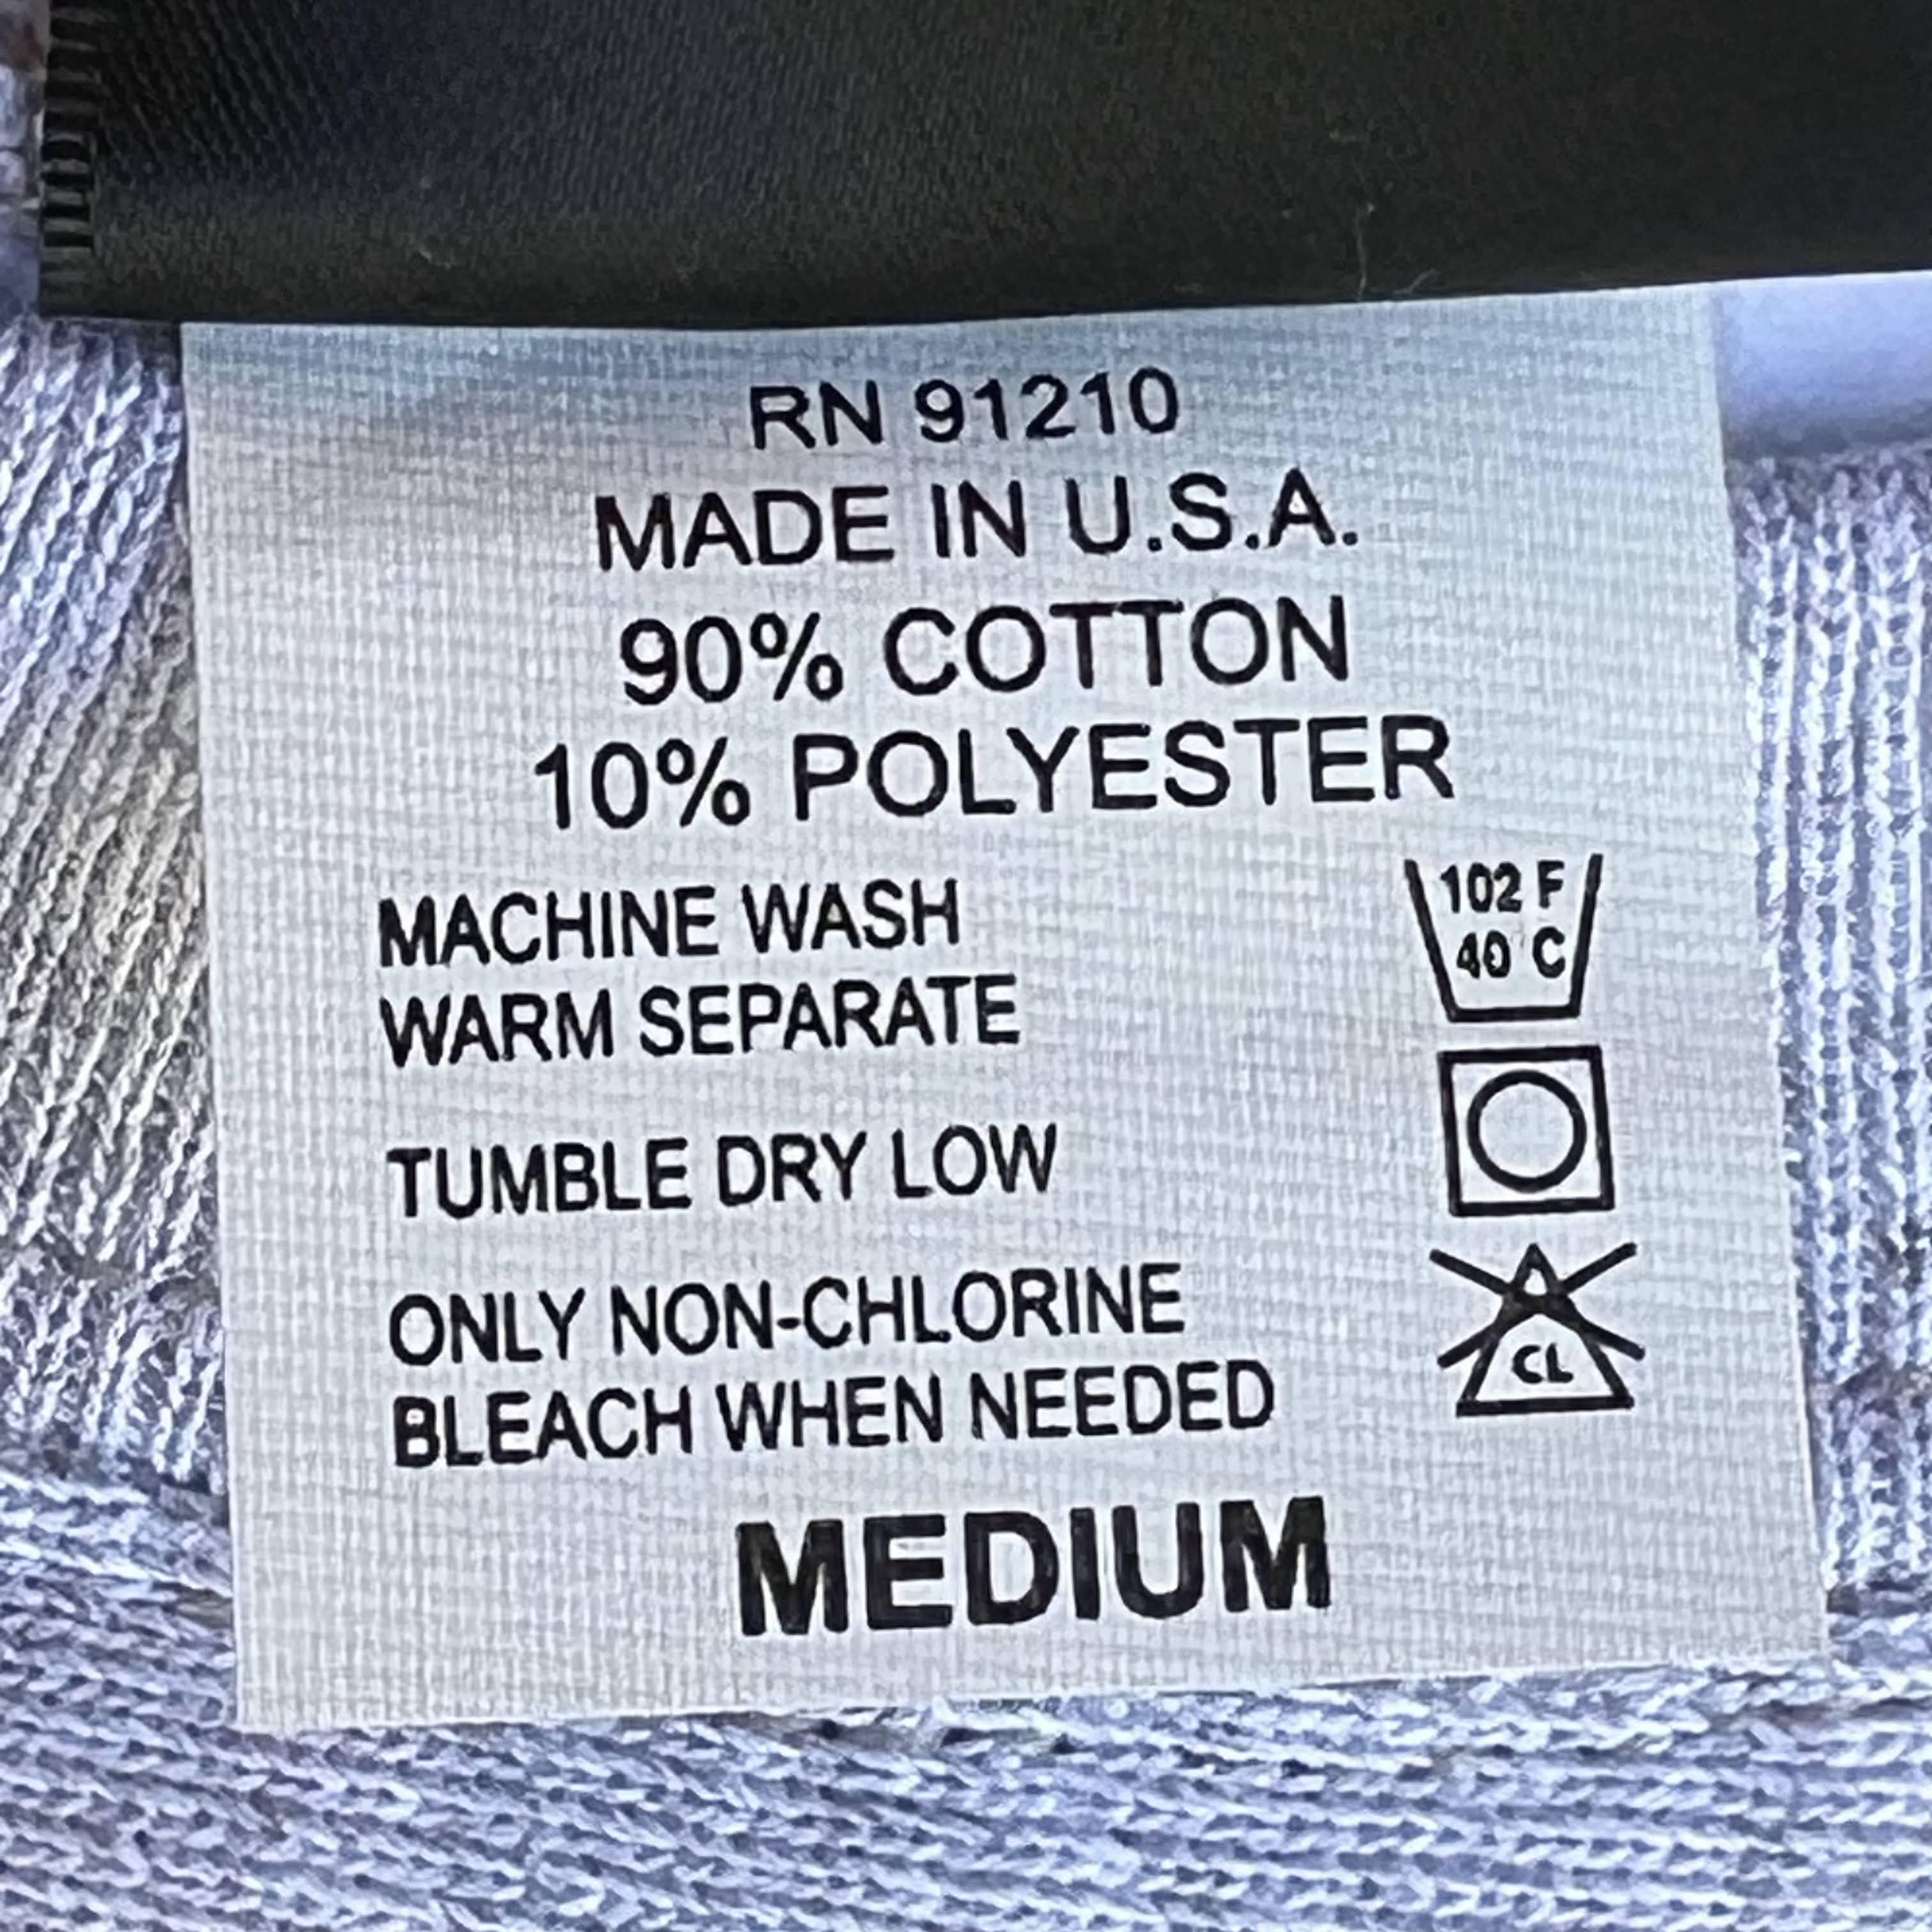 RN 91210
MADE IN U.S.A.
90% COTTON
10% POLYESTER
MACHINE WASH
WARM SEPARATE
102 F
40 C
TUMBLE DRY LOW
ONLY NON-CHLORINE
BLEACH WHEN NEEDED
CL
MEDIUM